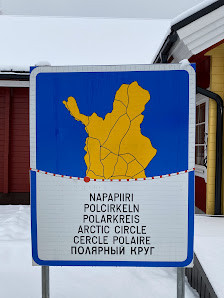 NAPAPIIRI
POLCIRKELN
POLARKREIS
ARCTIC CIRCLE
CERCLE POLAIRE
ПОЛЯРНЫЙ КРУГ